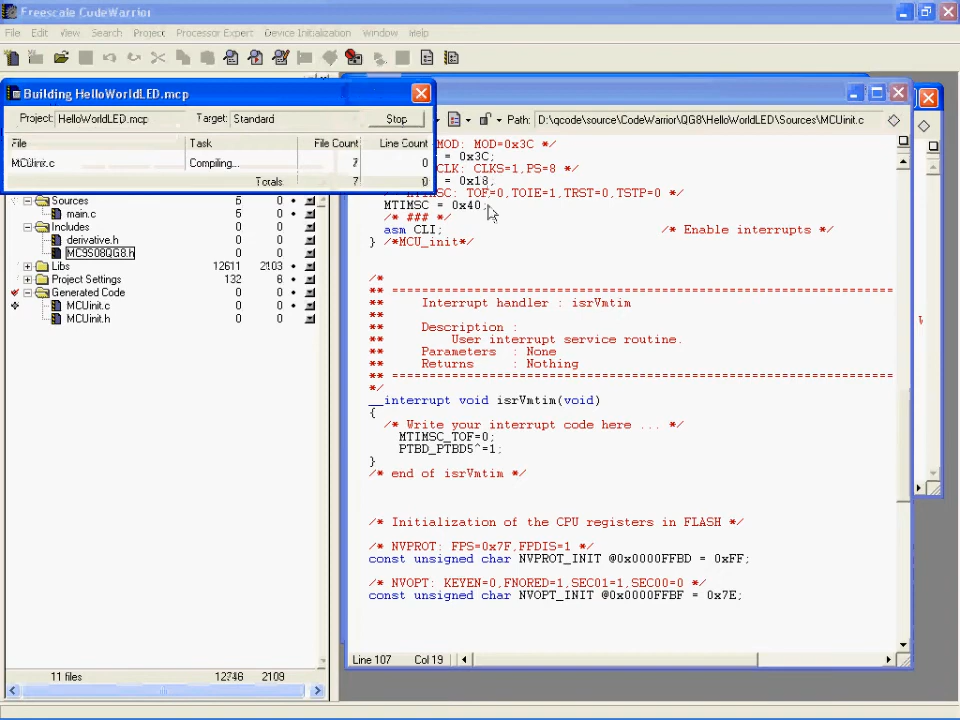 Freescale CodeWarrior
File Edit View Search Project Processor Expert Device Initialization Window Help
Building HelloWorldLED.mcp
Project: HelloWorldLED.mcp Target: Standard Stop
File Task File Count Line Count
MCUinit.c Compiling... 7 0
Totals 7 0
Path: D:\qcode\source\CodeWarrior\QG8\HelloWorldLED\Sources\MCUinit.c
Sources 6 0
main.c 6 0
Includes 0 0
derivative.h 0 0
MC9S08QG8.h 0 0
Libs 12611 2103
Project Settings 132 6
Generated Code 0 0
MCUinit.c 0 0
MCUinit.h 0 0
11 files 12746 2109
MOD: MOD=0x3C */
= 0x3C;
CLK: CLKS=1,PS=8 */
= 0x18,
SC: TOF=0,TOIE=1,TRST=0,TSTP=0 */
MTIMSC = 0x40;
/* ### */
asm CLI; /* Enable interrupts */
} /*MCU_init*/
/*
** ===================================================================
** Interrupt handler : isrVmtim
**
** Description :
** User interrupt service routine.
** Parameters : None
** Returns : Nothing
** ===================================================================
*/
__interrupt void isrVmtim(void)
{
/* Write your interrupt code here ... */
MTIMSC_TOF=0;
PTBD_PTBD5^=1;
}
/* end of isrVmtim */
/* Initialization of the CPU registers in FLASH */
/* NVPROT: FPS=0x7F,FPDIS=1 */
const unsigned char NVPROT_INIT @0x0000FFBD = 0xFF;
/* NVOPT: KEYEN=0,FNORED=1,SEC01=1,SEC00=0 */
const unsigned char NVOPT_INIT @0x0000FFBF = 0x7E;
Line 107 Col 19